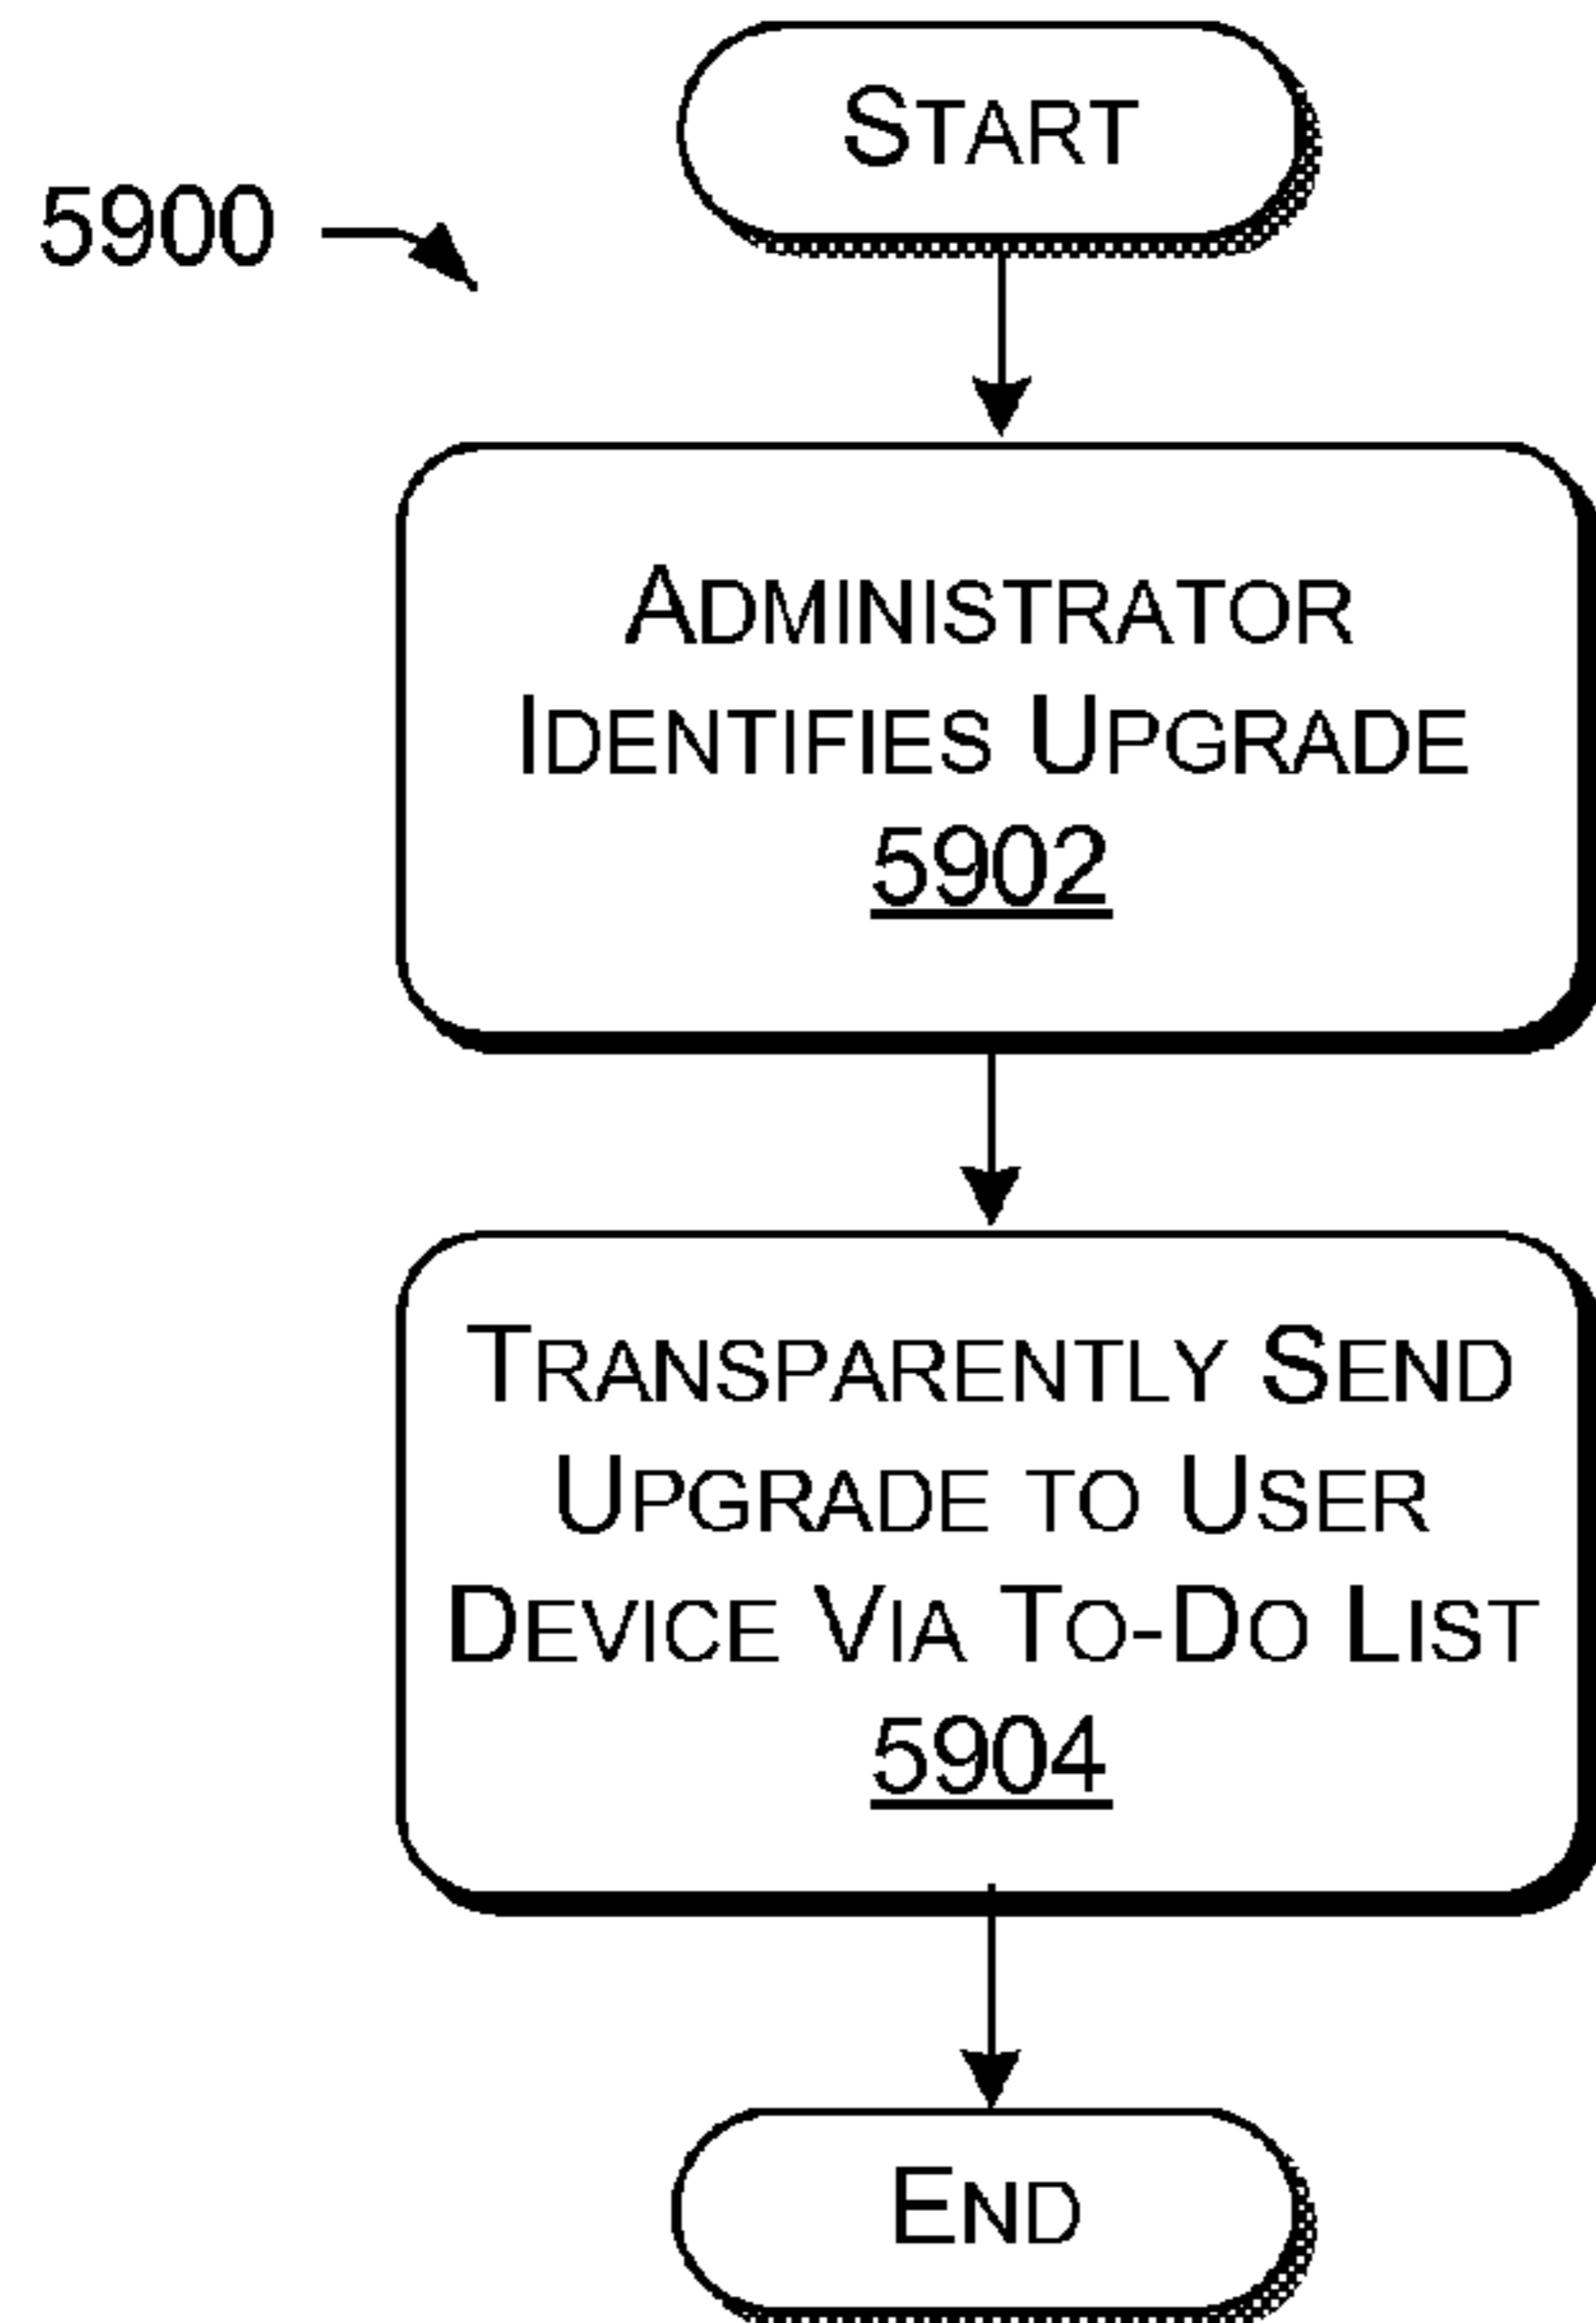 START
5900
ADMINISTRATOR
IDENTIFIES UPGRADE
5902
TRANSPARENTLY SEND
UPGRADE TO USER
DEVICE VIA TO-DO LIST
5904
END